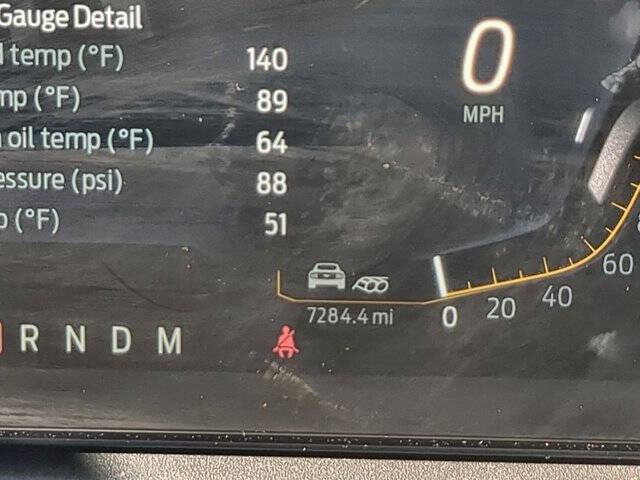 Gauge Detail
temp (°F) 140
mp (°F) 89
oil temp (°F) 64
essure (psi) 88
(°F) 51
0
MPH
7284.4 mi
0 20 40 60
R N D M